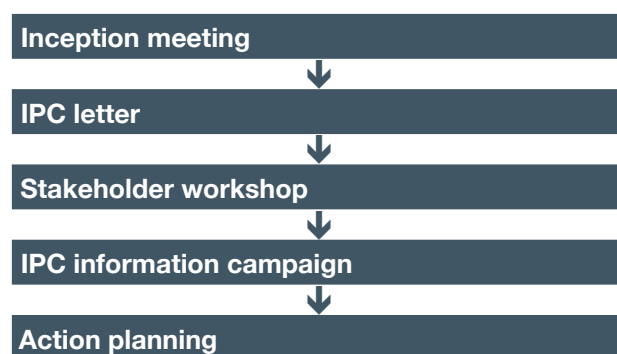 Inception meeting
IPC letter
Stakeholder workshop
IPC information campaign
Action planning